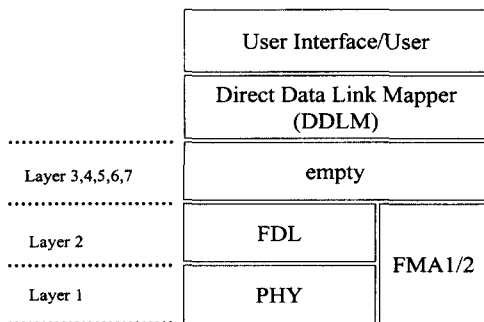 User Interface/User
Direct Data Link Mapper
(DDLM)
Layer 3,4,5,6,7
empty
Layer 2
FDL
FMA1/2
Layer 1
PHY